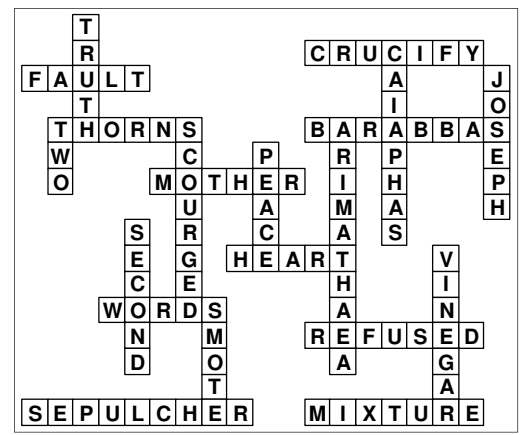 TRUTH
CRUCIFY
CAIAPHAS
FAULT
JOSEPH
THORNS
TWO
SCOURGED
BARABBAS
ARIMATHAEA
PEACE
MOTHER
SECOND
HEART
VINEGAR
WORDS
SMOTE
REFUSED
SEPULCHER
MIXTURE